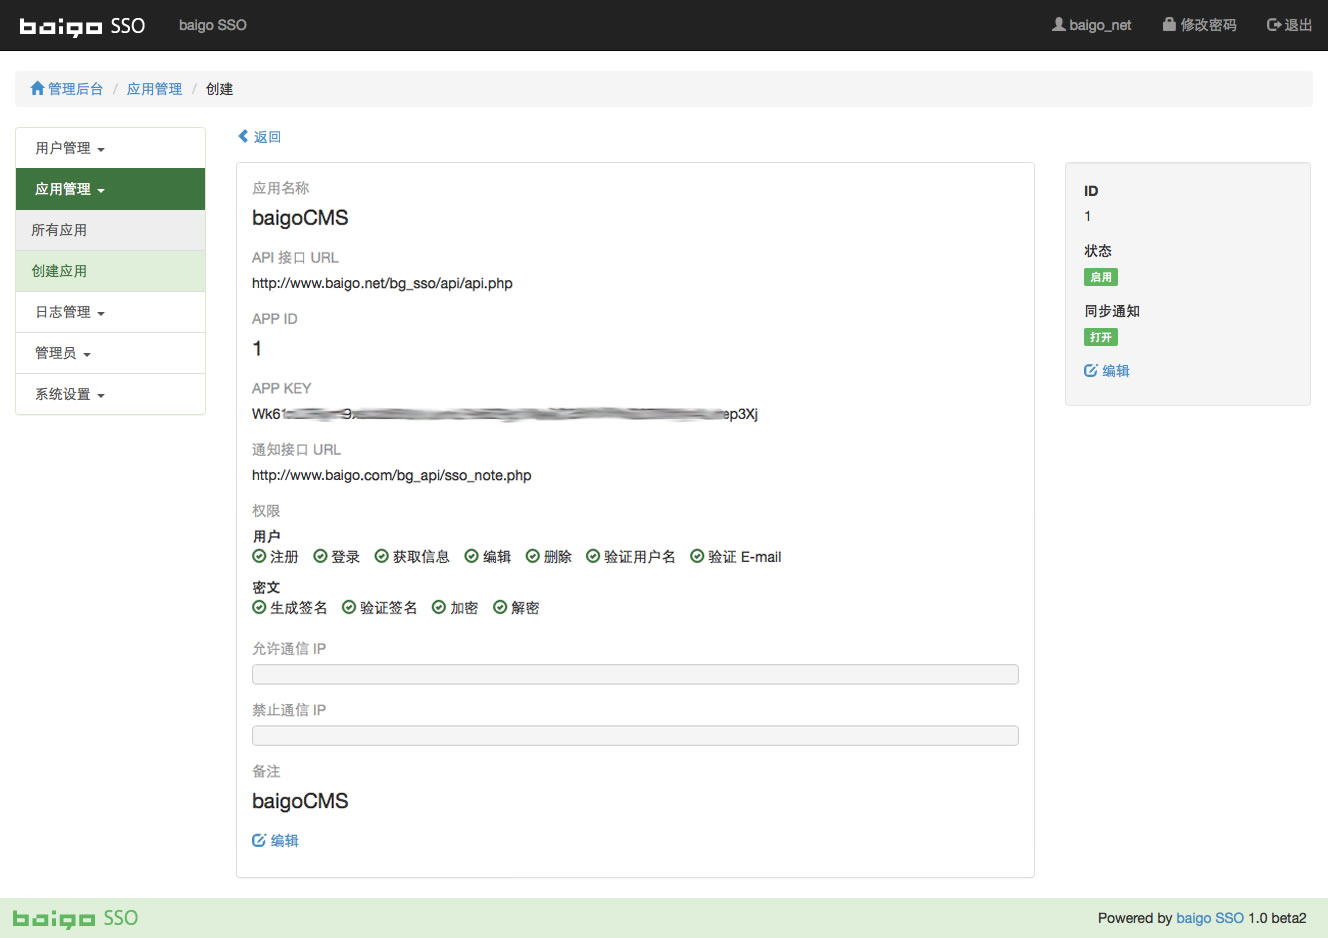 baigo SSO baigo SSO baigo_net 修改密码 退出
管理后台 / 应用管理 / 创建
用户管理
应用管理
所有应用
创建应用
日志管理
管理员
系统设置
返回
应用名称
baigoCMS
API 接口 URL
http://www.baigo.net/bg_sso/api/api.php
APP ID
1
APP KEY
Wk61 ep3Xj
通知接口 URL
http://www.baigo.com/bg_api/sso_note.php
权限
用户
注册 登录 获取信息 编辑 删除 验证用户名 验证 E-mail
密文
生成签名 验证签名 加密 解密
允许通信 IP
禁止通信 IP
备注
baigoCMS
编辑
ID
1
状态
启用
同步通知
打开
编辑
baigo SSO Powered by baigo SSO 1.0 beta2